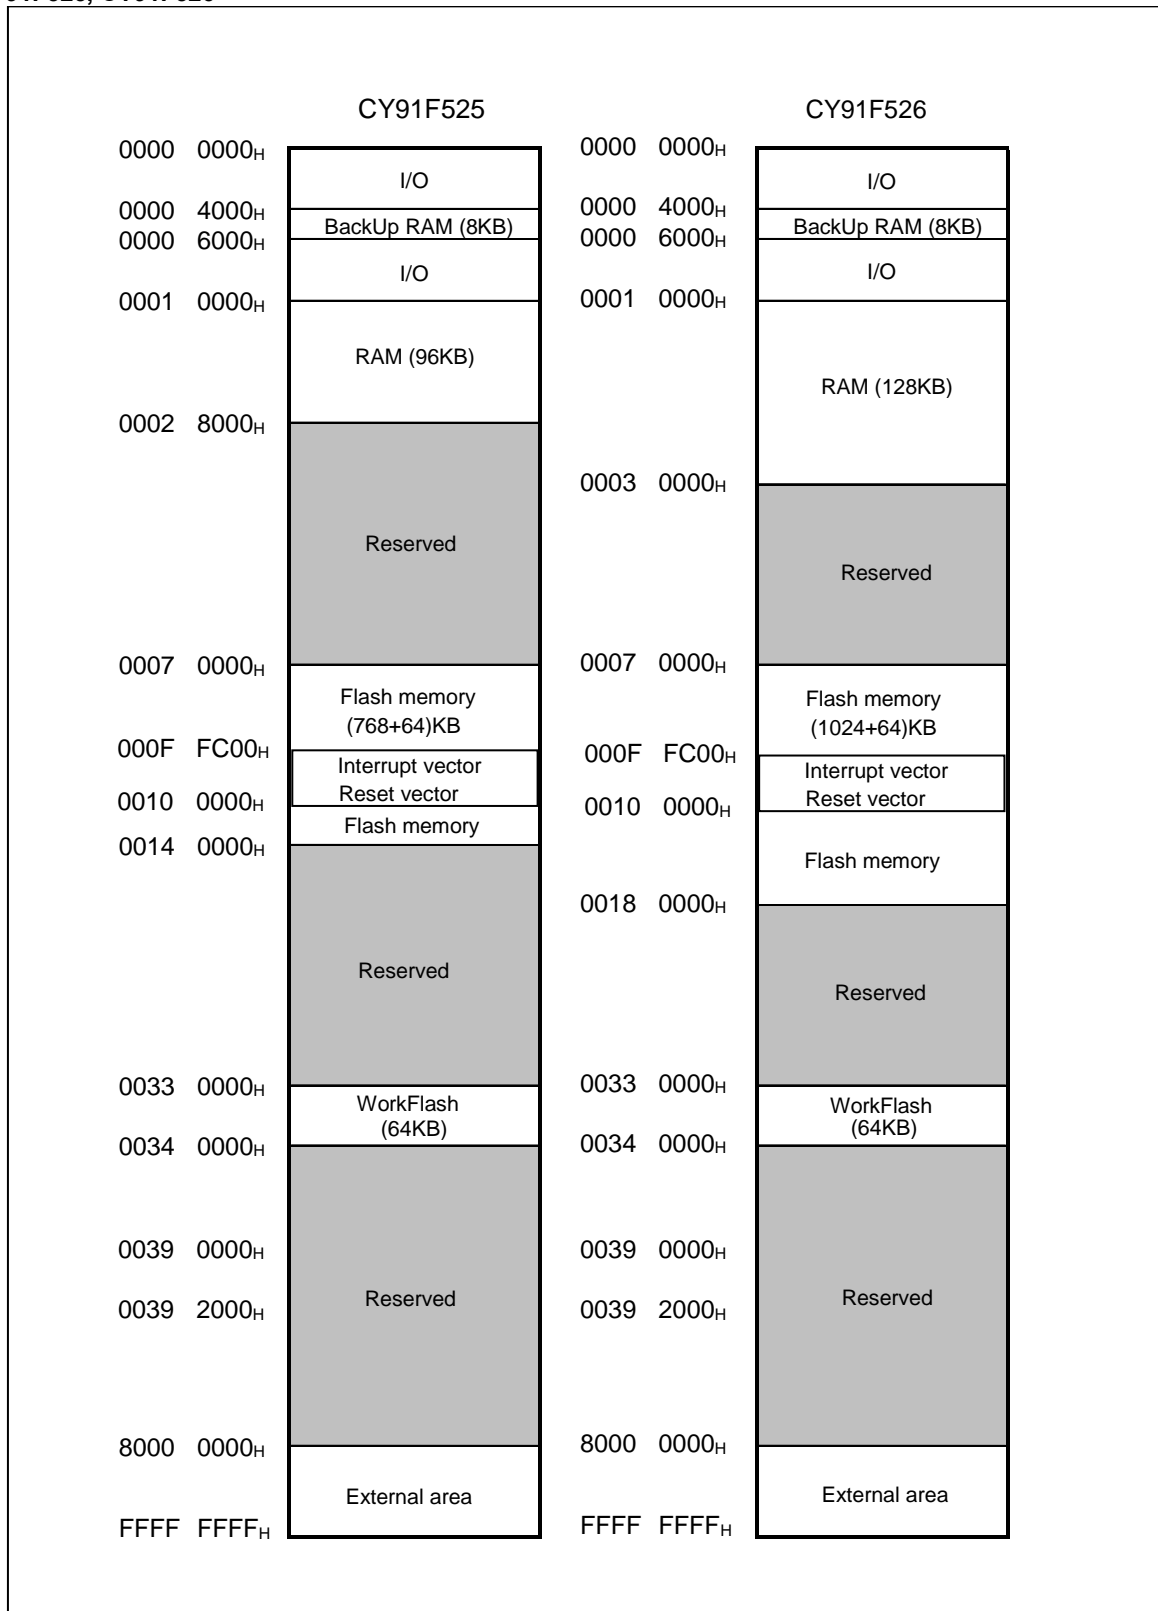 CY91F525
0000 0000H
I/O
0000 4000H
BackUp RAM (8KB)
0000 6000H
I/O
0001 0000H
RAM (96KB)
0002 8000H
Reserved
0007 0000H
Flash memory
(768+64)KB
000F FC00H
Interrupt vector
Reset vector
0010 0000H
Flash memory
0014 0000H
Reserved
0033 0000H
WorkFlash
(64KB)
0034 0000H
0039 0000H
Reserved
0039 2000H
8000 0000H
External area
FFFF FFFFH
CY91F526
0000 0000H
I/O
0000 4000H
BackUp RAM (8KB)
0000 6000H
I/O
0001 0000H
RAM (128KB)
0003 0000H
Reserved
0007 0000H
Flash memory
(1024+64)KB
000F FC00H
Interrupt vector
Reset vector
0010 0000H
Flash memory
0018 0000H
Reserved
0033 0000H
WorkFlash
(64KB)
0034 0000H
0039 0000H
Reserved
0039 2000H
8000 0000H
External area
FFFF FFFFH